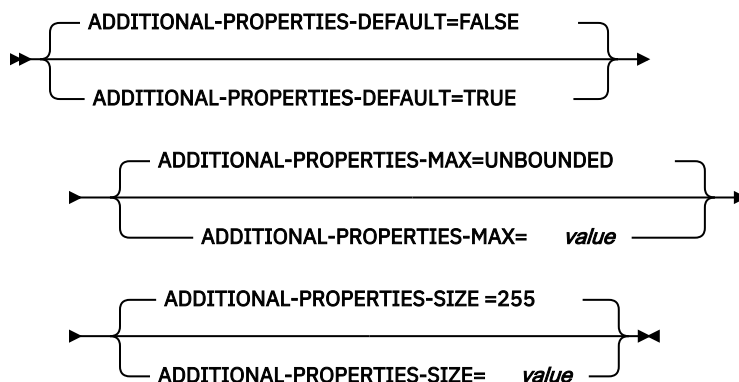 ADDITIONAL-PROPERTIES-DEFAULT=FALSE
ADDITIONAL-PROPERTIES-DEFAULT=TRUE
ADDITIONAL-PROPERTIES-MAX=UNBOUNDED
ADDITIONAL-PROPERTIES-MAX= value
ADDITIONAL-PROPERTIES-SIZE =255
ADDITIONAL-PROPERTIES-SIZE= value